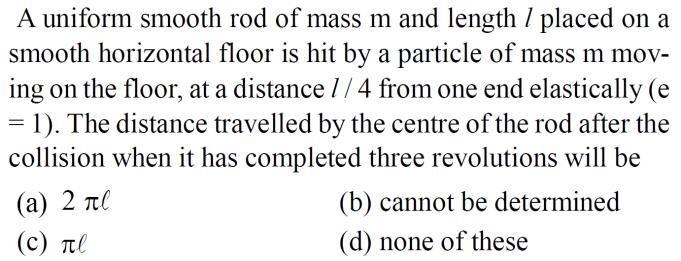 A uniform smooth rod of mass m and length l placed on a
smooth horizontal floor is hit by a particle of mass m mov-
ing on the floor, at a distance l / 4 from one end elastically (e
= 1). The distance travelled by the centre of the rod after the
collision when it has completed three revolutions will be
(a) 2 πℓ (b) cannot be determined
(c) πℓ (d) none of these